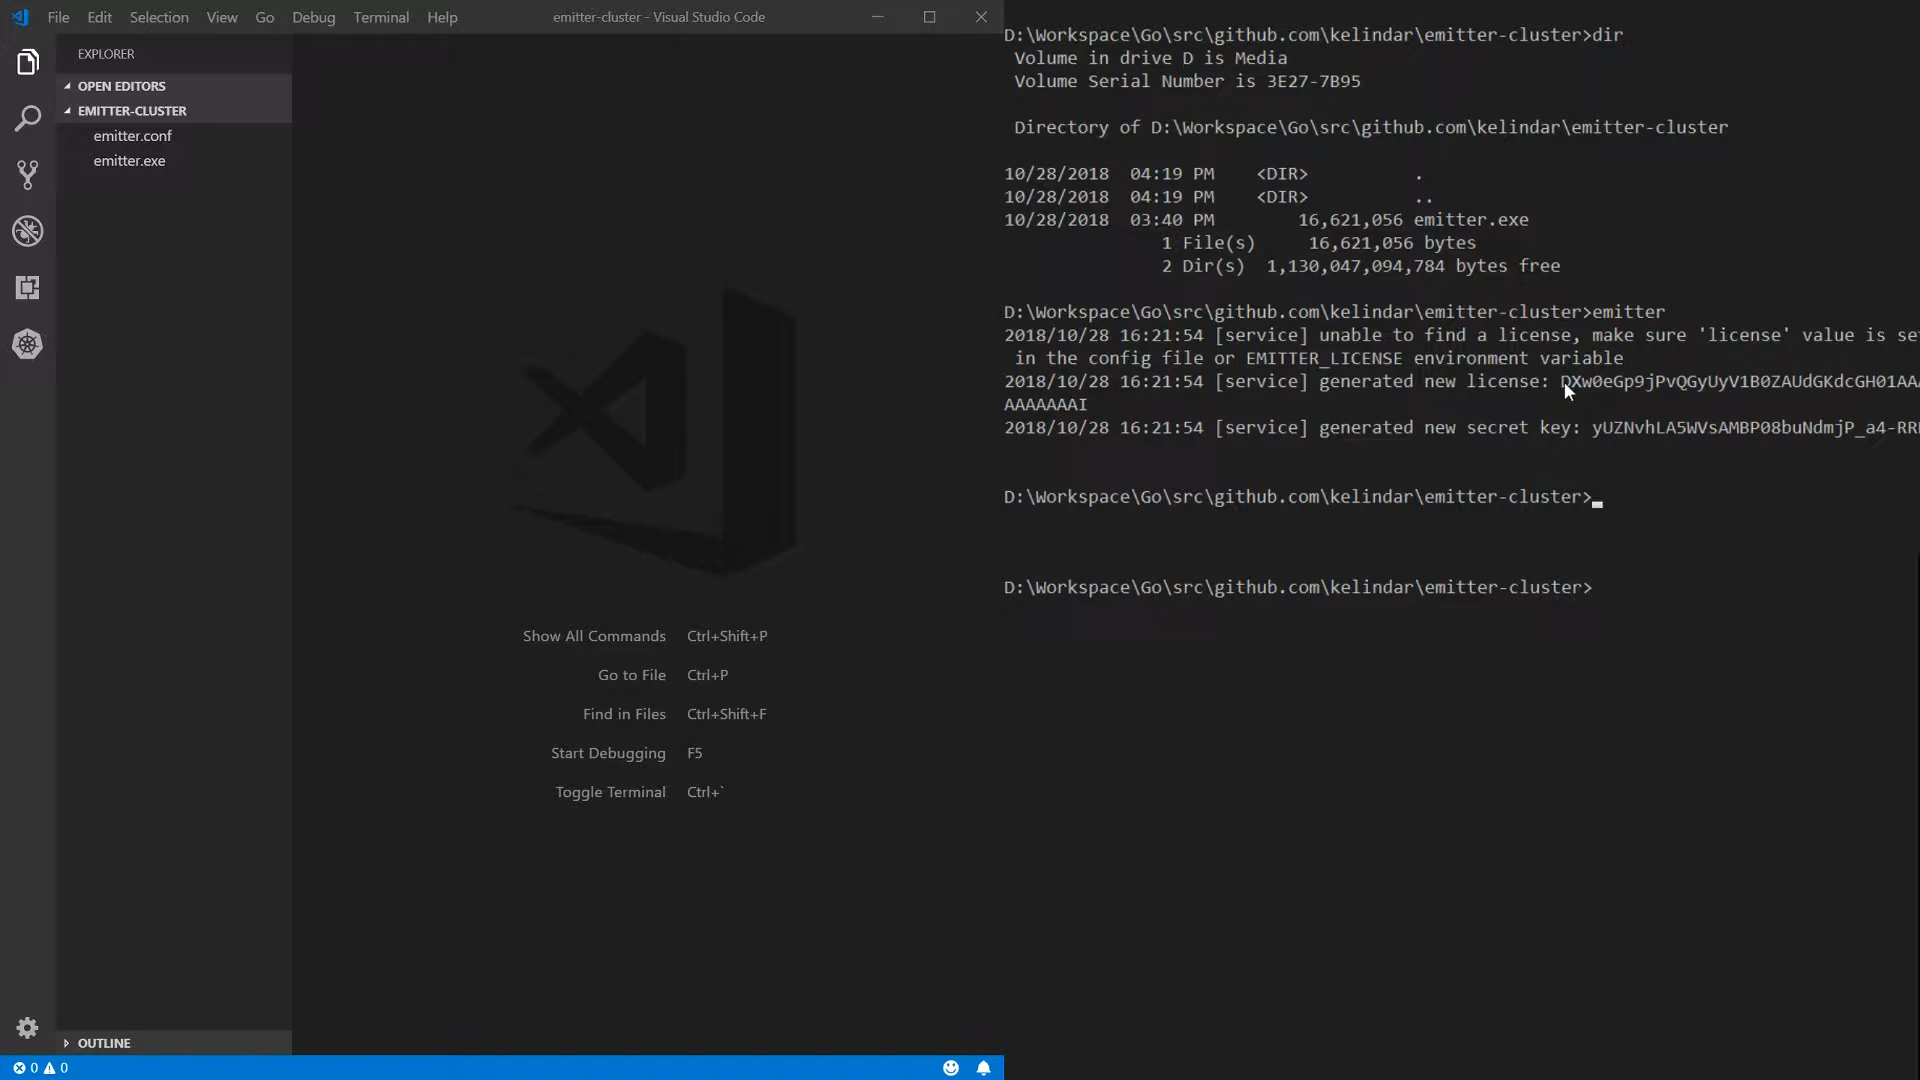 File Edit Selection View Go Debug Terminal Help
emitter-cluster - Visual Studio Code
EXPLORER
OPEN EDITORS
EMITTER-CLUSTER
emitter.conf
emitter.exe
Show All Commands Ctrl+Shift+P
Go to File Ctrl+P
Find in Files Ctrl+Shift+F
Start Debugging F5
Toggle Terminal Ctrl+`
OUTLINE
0 0
D:\Workspace\Go\src\github.com\kelindar\emitter-cluster>dir
Volume in drive D is Media
Volume Serial Number is 3E27-7B95
Directory of D:\Workspace\Go\src\github.com\kelindar\emitter-cluster
10/28/2018 04:19 PM <DIR> .
10/28/2018 04:19 PM <DIR> ..
10/28/2018 03:40 PM 16,621,056 emitter.exe
1 File(s) 16,621,056 bytes
2 Dir(s) 1,130,047,094,784 bytes free
D:\Workspace\Go\src\github.com\kelindar\emitter-cluster>emitter
2018/10/28 16:21:54 [service] unable to find a license, make sure 'license' value is set
in the config file or EMITTER_LICENSE environment variable
2018/10/28 16:21:54 [service] generated new license: DXw0eGp9jPvQGyUyV1B0ZAUdGKdcGH01AAA
AAAAAAAI
2018/10/28 16:21:54 [service] generated new secret key: yUZNvhLA5WVsAMBP08buNdmjP_a4-RR
D:\Workspace\Go\src\github.com\kelindar\emitter-cluster>
D:\Workspace\Go\src\github.com\kelindar\emitter-cluster>